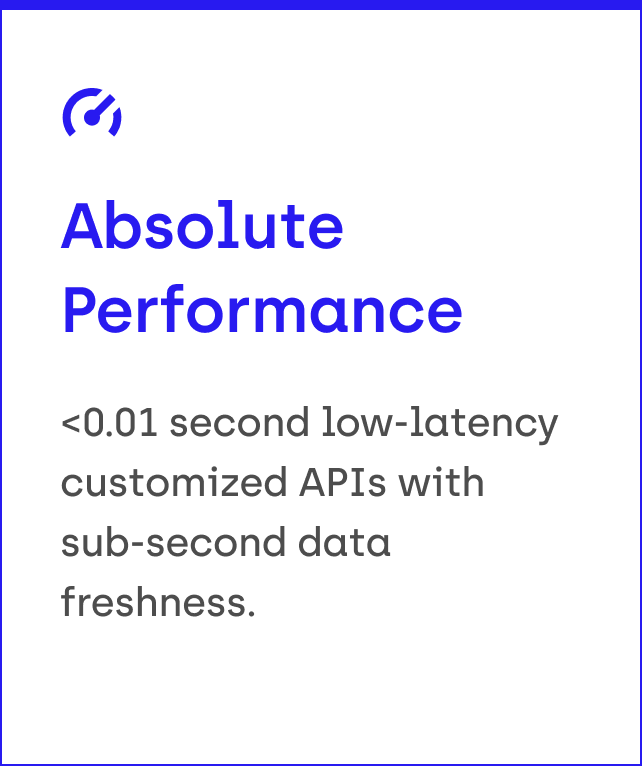 Absolute
Performance
<0.01 second low-latency
customized APIs with
sub-second data
freshness.